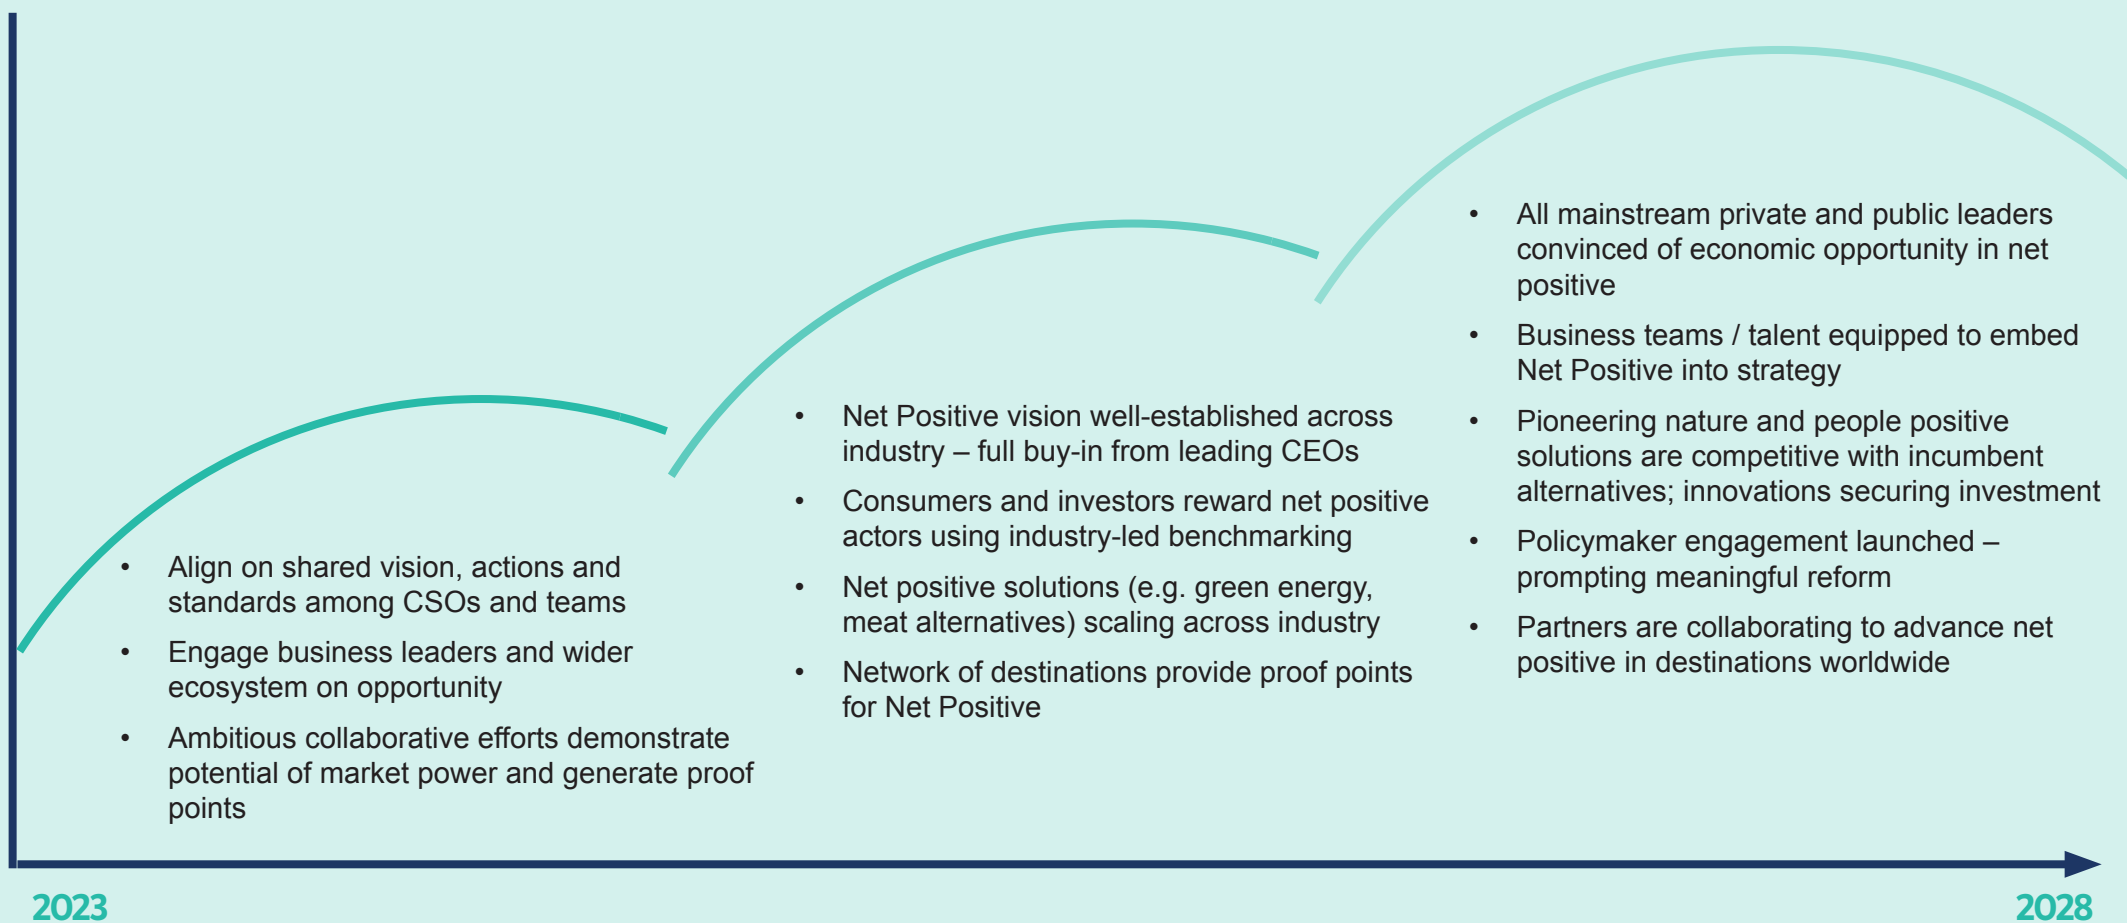 • Align on shared vision, actions and
standards among CSOs and teams
• Engage business leaders and wider
ecosystem on opportunity
• Ambitious collaborative efforts demonstrate
potential of market power and generate proof
points
• Net Positive vision well-established across
industry – full buy-in from leading CEOs
• Consumers and investors reward net positive
actors using industry-led benchmarking
• Net positive solutions (e.g. green energy,
meat alternatives) scaling across industry
• Network of destinations provide proof points
for Net Positive
• All mainstream private and public leaders
convinced of economic opportunity in net
positive
• Business teams / talent equipped to embed
Net Positive into strategy
• Pioneering nature and people positive
solutions are competitive with incumbent
alternatives; innovations securing investment
• Policymaker engagement launched –
prompting meaningful reform
• Partners are collaborating to advance net
positive in destinations worldwide
2023
2028